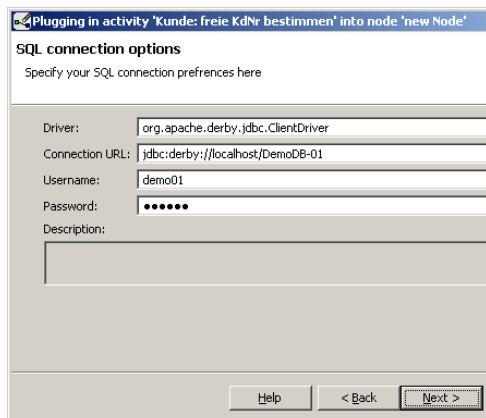 Plugging in activity 'Kunde: freie KdNr bestimmen' into node 'new Node'
SQL connection options
Specify your SQL connection prefrences here
Driver: org.apache.derby.jdbc.ClientDriver
Connection URL: jdbc:derby://localhost/DemoDB-01
Username: demo01
Password: ●●●●●●
Description:
Help < Back Next >